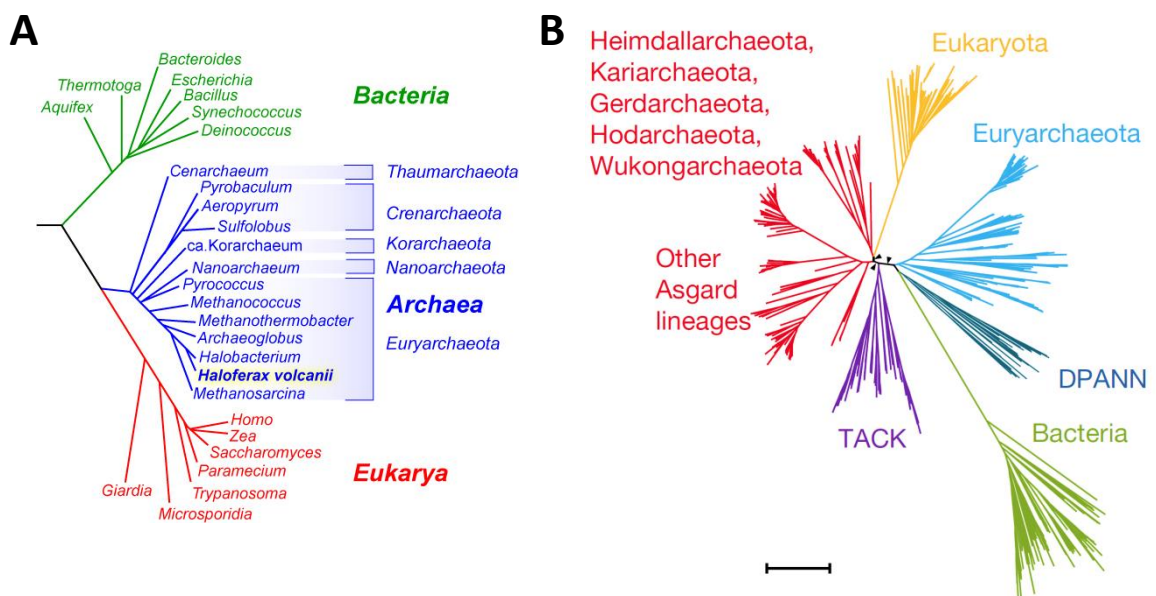 A
Bacteroides
Thermotoga
Escherichia
Aquifex
Bacillus
Synechococcus
Deinococcus
Bacteria
Cenarchaeum
Thaumarchaeota
Pyrobaculum
Aeropyrum
Crenarchaeota
Sulfolobus
ca.Korarchaeum
Korarchaeota
Nanoarchaeum
Nanoarchaeota
Pyrococcus
Methanococcus
Archaea
Methanothermobacter
Archaeoglobus
Euryarchaeota
Halobacterium
Haloferax volcanii
Methanosarcina
Homo
Zea
Saccharomyces
Paramecium
Eukarya
Giardia
Trypanosoma
Microsporidia
B
Heimdallarchaeota,
Kariarchaeota,
Gerdarchaeota,
Hodarchaeota,
Wukongarchaeota
Eukaryota
Euryarchaeota
Other
Asgard
lineages
DPANN
TACK
Bacteria